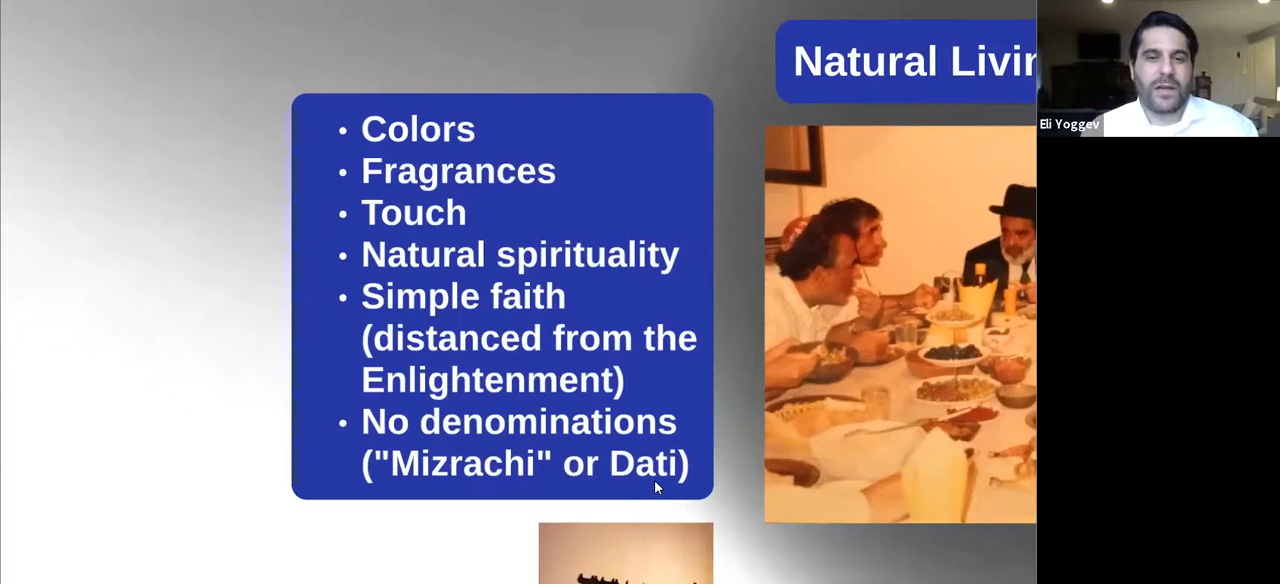 Natural
Eli Yoggev
• Colors
• Fragrances
• Touch
• Natural spirituality
• Simple faith
(distanced from the
Enlightenment)
• No denominations
("Mizrachi" or Dati)